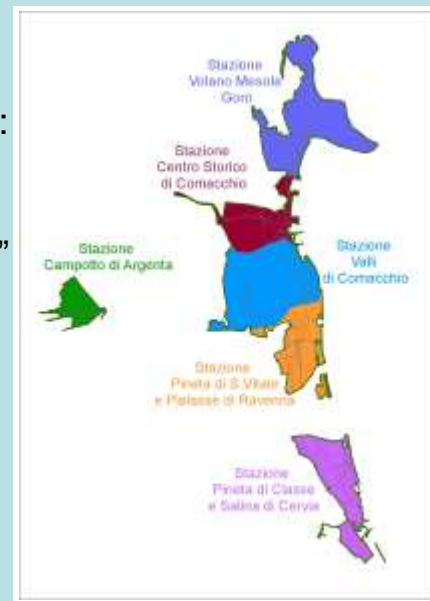 :
”
Stazione
Volano Mesola
Goro
Stazione
Centro Storico
di Comacchio
Stazione
Campotto di Argenta
Stazione
Valli
di Comacchio
Stazione
Pineta di S.Vitale
e Pialasse di Ravenna
Stazione
Pineta di Classe
e Salina di Cervia